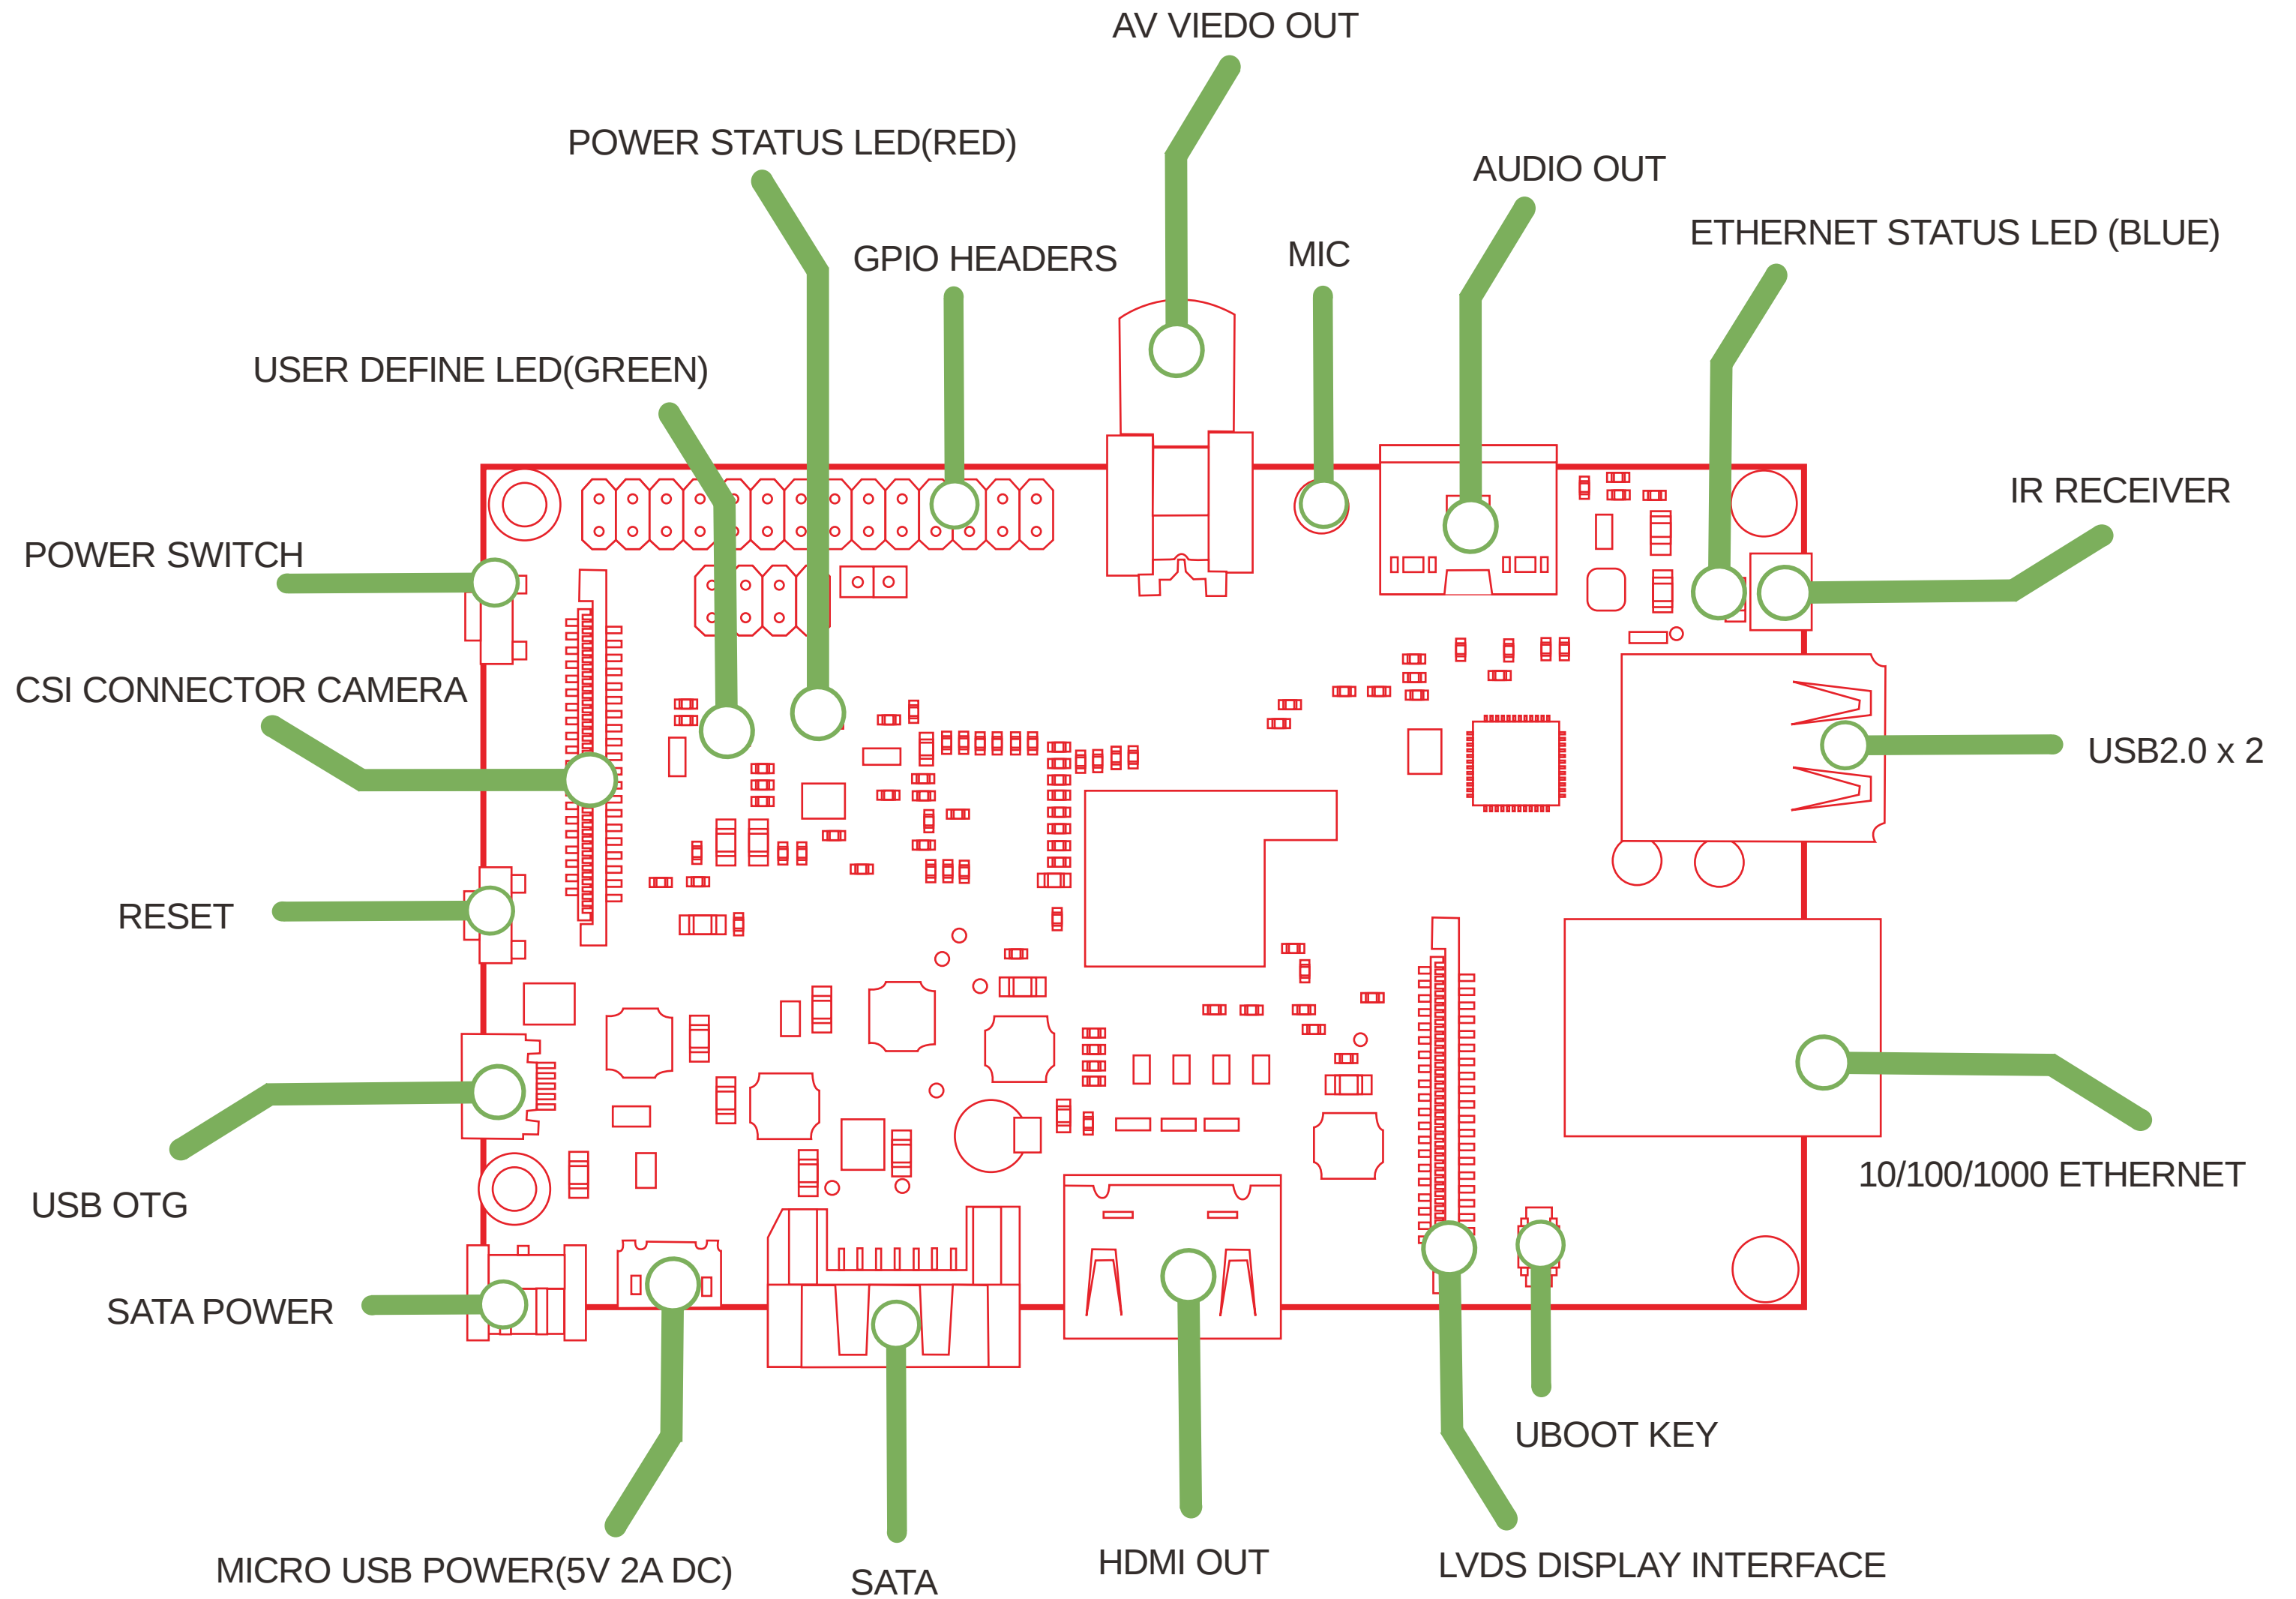 AV VIEDO OUT
POWER STATUS LED(RED)
AUDIO OUT
ETHERNET STATUS LED (BLUE)
GPIO HEADERS
MIC
USER DEFINE LED(GREEN)
IR RECEIVER
POWER SWITCH
CSI CONNECTOR CAMERA
USB2.0 x 2
RESET
10/100/1000 ETHERNET
USB OTG
SATA POWER
UBOOT KEY
MICRO USB POWER(5V 2A DC)
SATA
HDMI OUT
LVDS DISPLAY INTERFACE